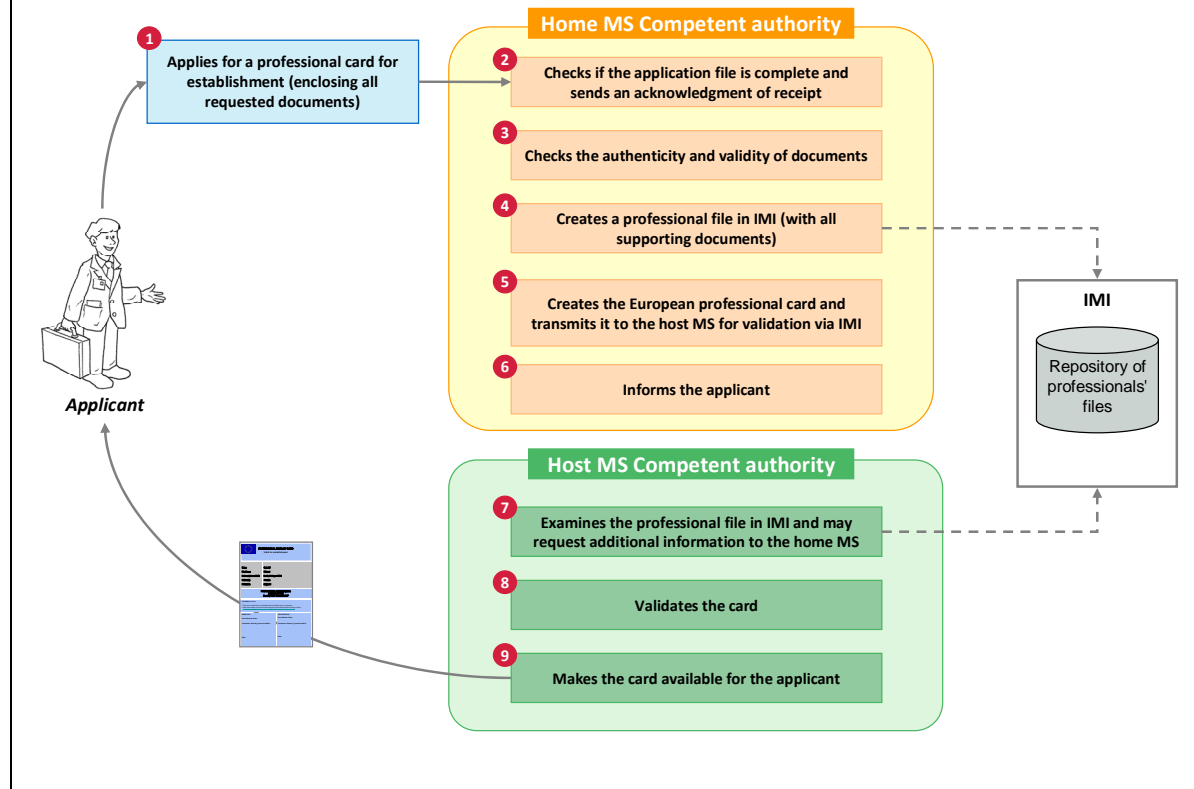 1
Applies for a professional card for
establishment (enclosing all
requested documents)
Home MS Competent authority
2
Checks if the application file is complete and
sends an acknowledgment of receipt
3
Checks the authenticity and validity of documents
4
Creates a professional file in IMI (with all
supporting documents)
5
Creates the European professional card and
transmits it to the host MS for validation via IMI
6
Informs the applicant
Applicant
IMI
Repository of
professionals'
files
Host MS Competent authority
7
Examines the professional file in IMI and may
request additional information to the home MS
8
Validates the card
9
Makes the card available for the applicant